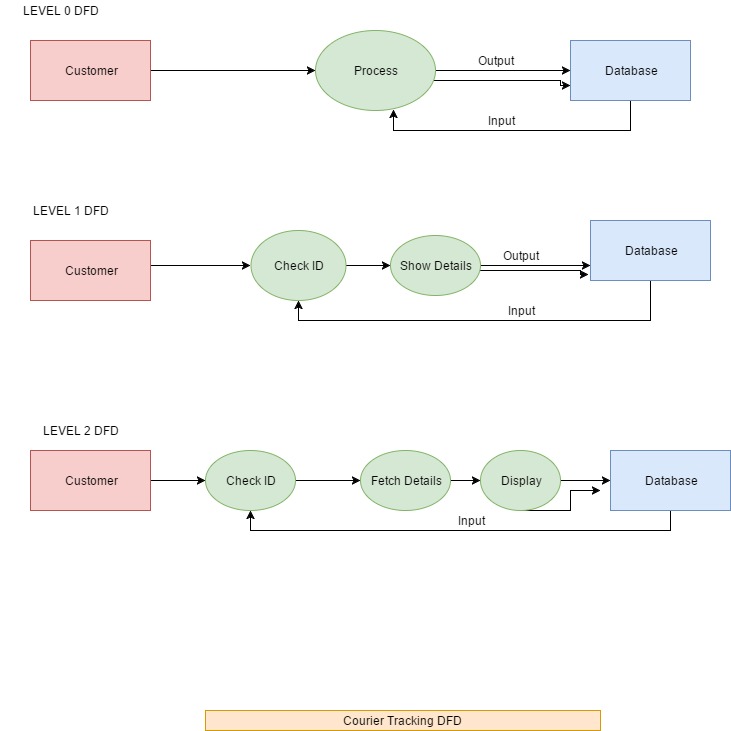 LEVEL 0 DFD
Customer
Process
Output
Database
Input
LEVEL 1 DFD
Customer
Check ID
Show Details
Output
Database
Input
LEVEL 2 DFD
Customer
Check ID
Fetch Details
Display
Database
Input
Courier Tracking DFD